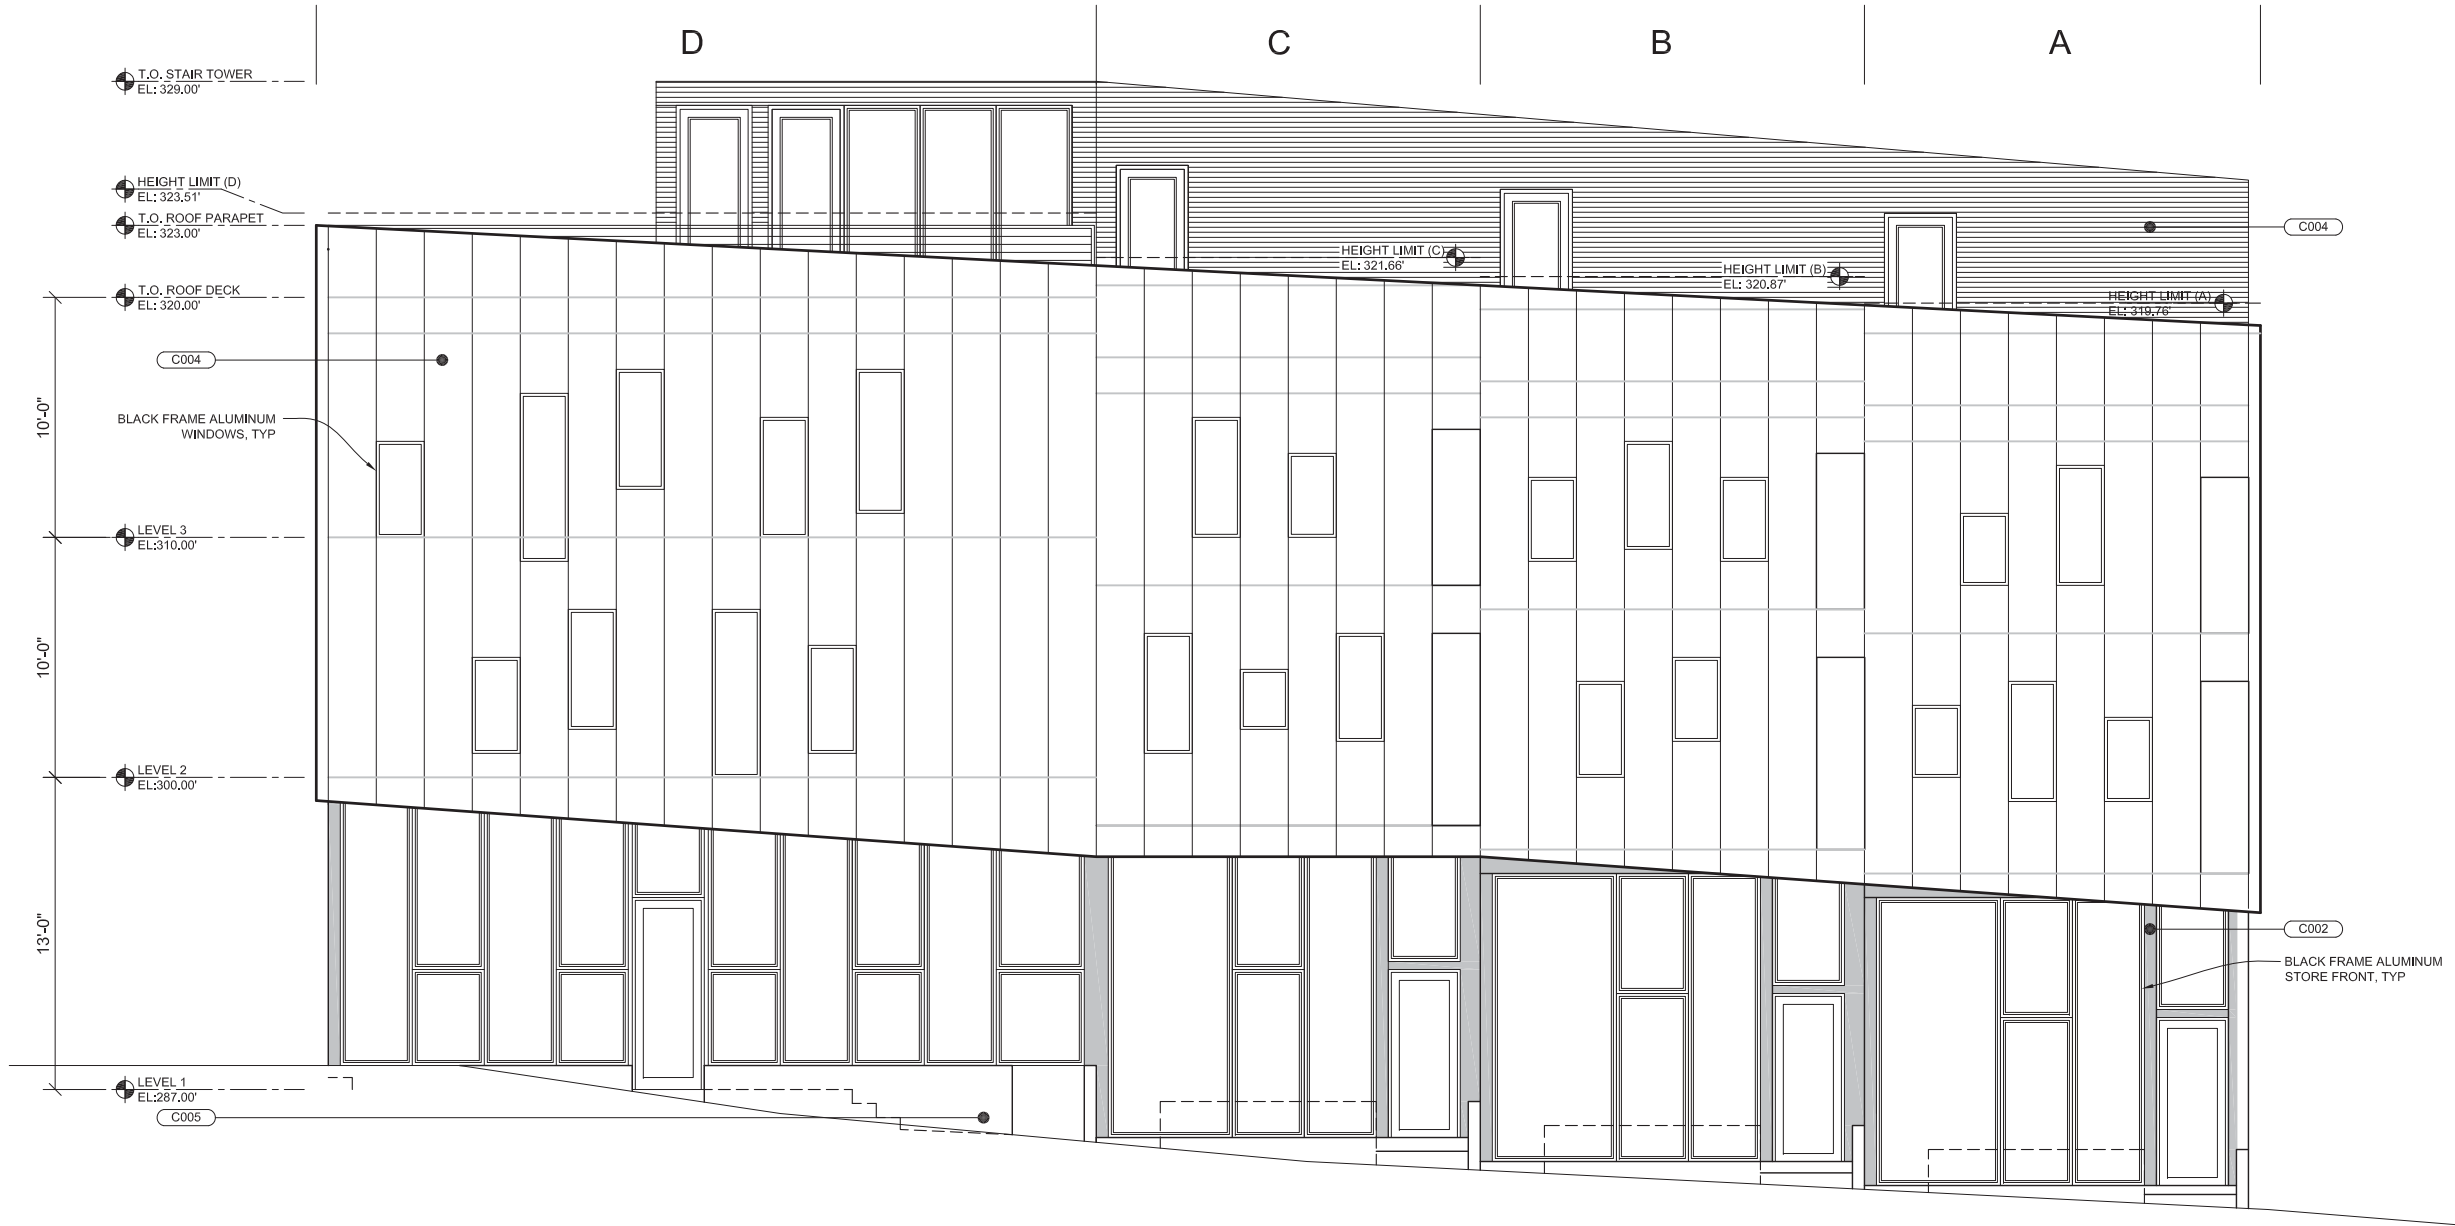 D
C
B
A
T.O. STAIR TOWER
EL: 329.00'
HEIGHT LIMIT (D)
EL: 323.51'
T.O. ROOF PARAPET
EL: 323.00'
C004
HEIGHT LIMIT (C)
EL: 321.66'
HEIGHT LIMIT (B)
EL: 320.87'
HEIGHT LIMIT (A)
EL: 319.76'
T.O. ROOF DECK
EL: 320.00'
C004
10'-0"
BLACK FRAME ALUMINUM
WINDOWS, TYP
LEVEL 3
EL:310.00'
10'-0"
LEVEL 2
EL:300.00'
13'-0"
C002
BLACK FRAME ALUMINUM
STORE FRONT, TYP
LEVEL 1
EL:287.00'
C005